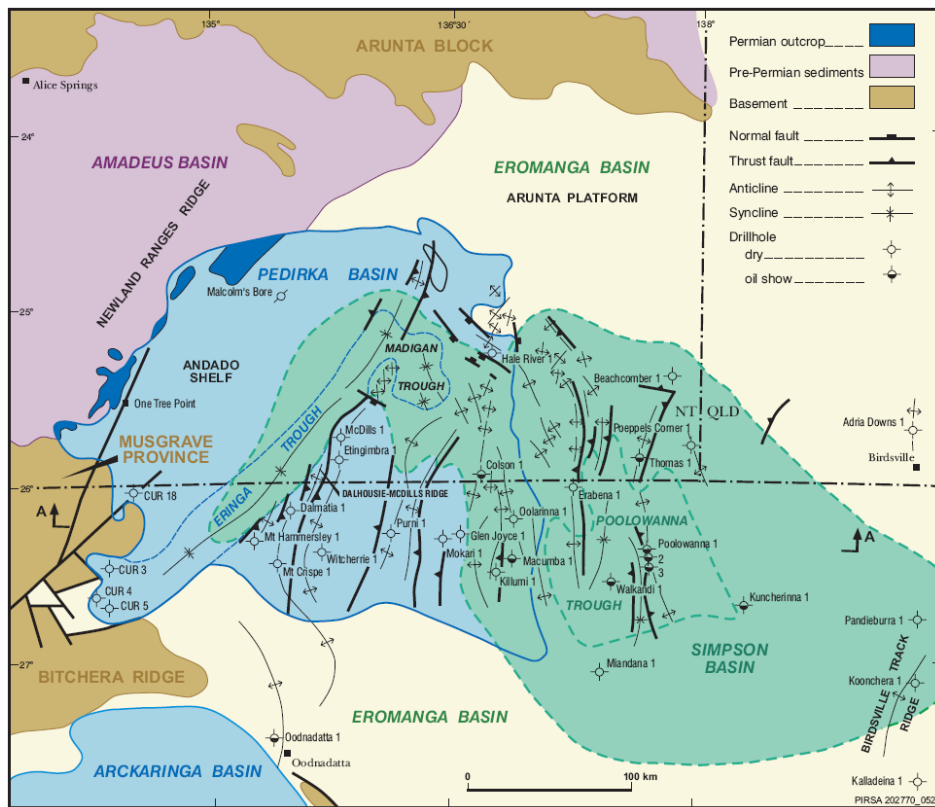 135°
136°30'
138°
ARUNTA BLOCK
Alice Springs
24°
AMADEUS BASIN
EROMANGA BASIN
ARUNTA PLATFORM
NEWLAND RANGES RIDGE
PEDIRKA BASIN
Malcolm's Bore
25°
ANDADO
SHELF
MADIGAN
TROUGH
Hale River 1
Beachcomber 1
NT QLD
One Tree Point
ERINGA TROUGH
McDills 1
Etingimbra 1
Poeppels Corner 1
Adria Downs 1
Birdsville
MUSGRAVE
PROVINCE
Colson 1
Thomas 1
26°
CUR 18
DALHOUSIE-McDILLS RIDGE
Erabena 1
A
Dalmatia 1
Oolarinna 1
POOLOWANNA
TROUGH
A
Mt Hammersley 1
Purni 1
Glen Joyce 1
Poolowanna 1
2
3
Witcherrie 1
Mokari 1
Macumba 1
CUR 3
Mt Crispe 1
Killumi 1
Walkandi 1
CUR 4
CUR 5
Kuncherinna 1
Pandieburra 1
27°
BITCHERA RIDGE
Miandana 1
SIMPSON
BASIN
Koonchera 1
BIRDSVILLE TRACK
RIDGE
EROMANGA BASIN
Oodnadatta 1
Oodnadatta
ARCKARINGA BASIN
0 100 km
Kalladeina 1
PIRSA 202770_052
Permian outcrop
Pre-Permian sediments
Basement
Normal fault
Thrust fault
Anticline
Syncline
Drillhole
dry
oil show